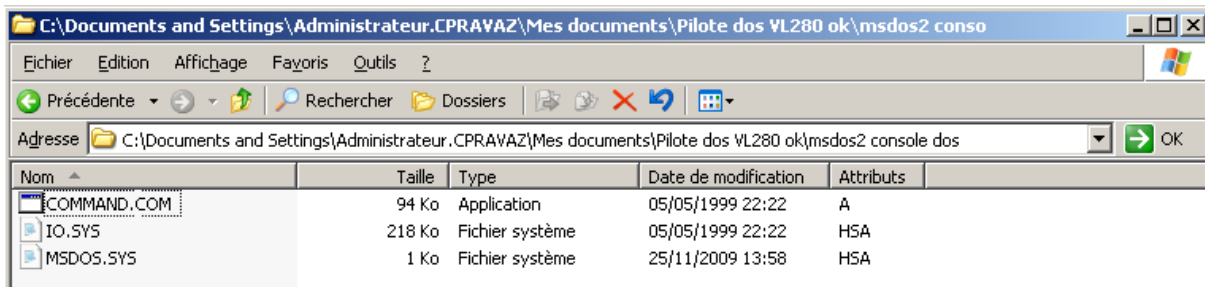 C:\Documents and Settings\Administrateur.CPRAVAZ\Mes documents\Pilote dos VL280 ok\msdos2 conso
Fichier Edition Affichage Favoris Outils ?
Précédente Rechercher Dossiers
Adresse C:\Documents and Settings\Administrateur.CPRAVAZ\Mes documents\Pilote dos VL280 ok\msdos2 console dos OK
Nom Taille Type Date de modification Attributs
COMMAND.COM 94 Ko Application 05/05/1999 22:22 A
IO.SYS 218 Ko Fichier système 05/05/1999 22:22 HSA
MSDOS.SYS 1 Ko Fichier système 25/11/2009 13:58 HSA